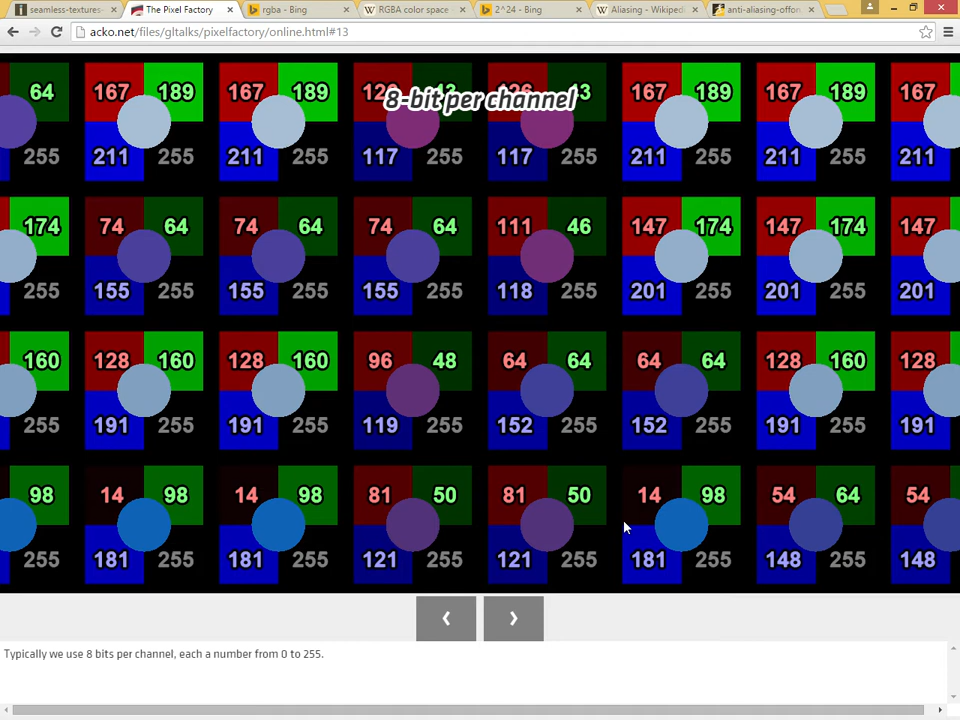 seamless-textures-
The Pixel Factory
rgba - Bing
RGBA color space
2^24 - Bing
Aliasing - Wikiped
anti-aliasing-offon.
acko.net/files/gltalks/pixelfactory/online.html#13
8-bit per channel
64 167 189 167 189 167 189 167 189 167
255 211 255 211 255 117 255 117 255 211 255 211 255 211
174 74 64 74 64 74 64 111 46 147 174 147 174 147
255 155 255 155 255 155 255 118 255 201 255 201 255 201
160 128 160 128 160 96 48 64 64 64 64 128 160 128
255 191 255 191 255 119 255 152 255 152 255 191 255 191
98 14 98 14 98 81 50 81 50 14 98 54 64 54
255 181 255 181 255 121 255 121 255 181 255 148 255 148
Typically we use 8 bits per channel, each a number from 0 to 255.